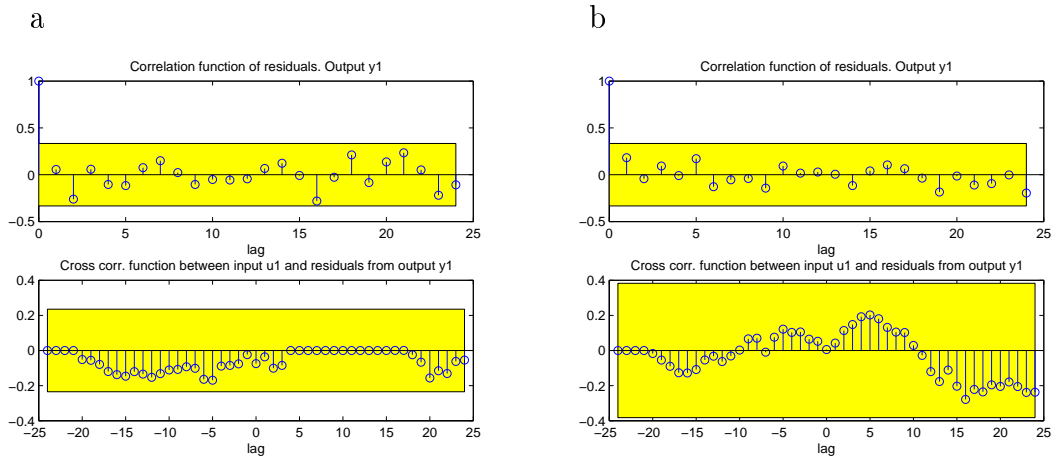 a
Correlation function of residuals. Output y1
1
0.5
0
−0.5
0 5 10 15 20 25
lag
Cross corr. function between input u1 and residuals from output y1
0.4
0.2
0
0.2
0.4
−25 −20 −15 −10 −5 0 5 10 15 20 25
lag
b
Correlation function of residuals. Output y1
1
0.5
0
−0.5
0 5 10 15 20 25
lag
Cross corr. function between input u1 and residuals from output y1
0.4
0.2
0
0.2
0.4
−25 −20 −15 −10 −5 0 5 10 15 20 25
lag